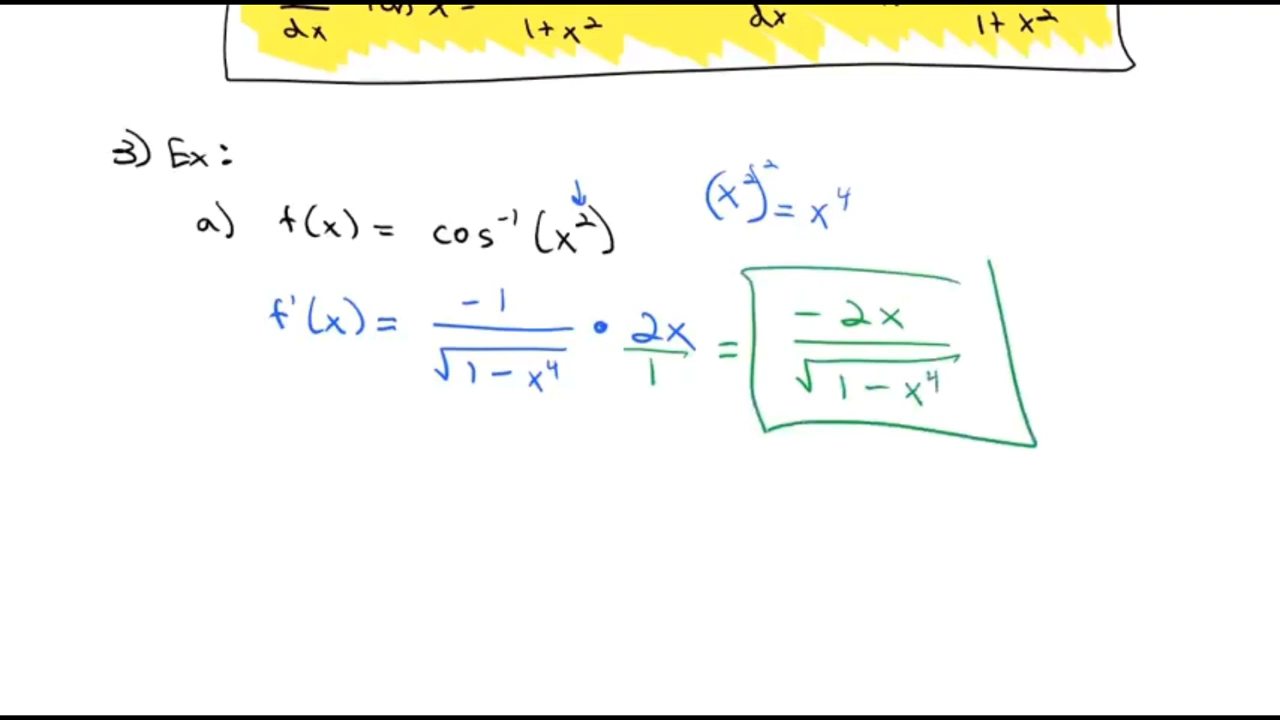 dx 1 + x² dx 1 + x²
3) Ex:
a) f(x) = cos⁻¹(x²) (x²)² = x⁴
f'(x) = -1/√(1 - x⁴) • 2x/1 = -2x/√(1 - x⁴)